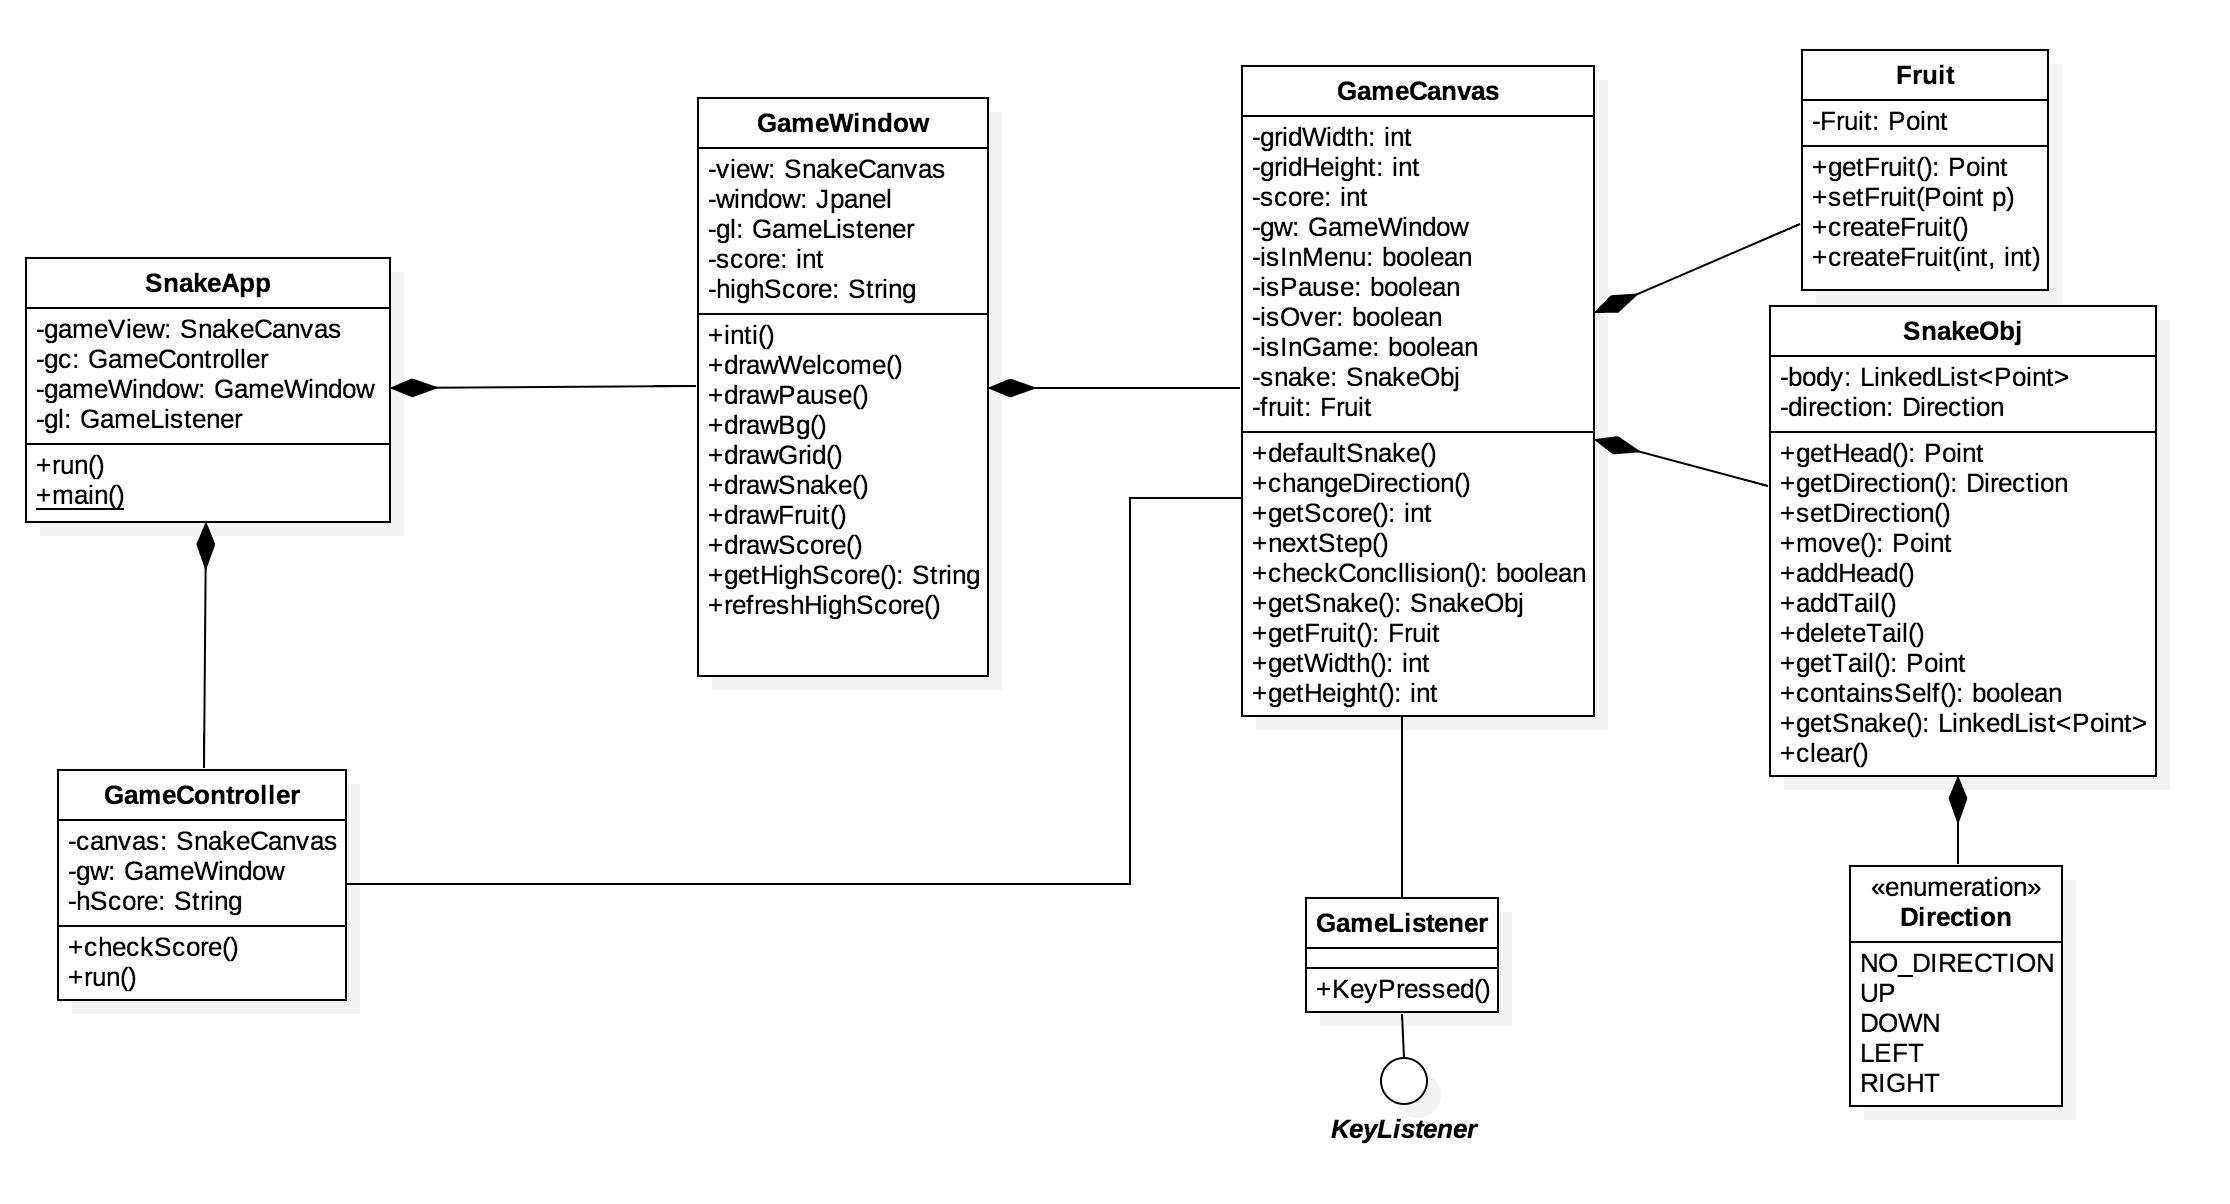 SnakeApp
-gameView: SnakeCanvas
-gc: GameController
-gameWindow: GameWindow
-gl: GameListener
+run()
+main()
GameWindow
-view: SnakeCanvas
-window: Jpanel
-gl: GameListener
-score: int
-highScore: String
+inti()
+drawWelcome()
+drawPause()
+drawBg()
+drawGrid()
+drawSnake()
+drawFruit()
+drawScore()
+getHighScore(): String
+refreshHighScore()
GameCanvas
-gridWidth: int
-gridHeight: int
-score: int
-gw: GameWindow
-isInMenu: boolean
-isPause: boolean
-isOver: boolean
-isInGame: boolean
-snake: SnakeObj
-fruit: Fruit
+defaultSnake()
+changeDirection()
+getScore(): int
+nextStep()
+checkConcllision(): boolean
+getSnake(): SnakeObj
+getFruit(): Fruit
+getWidth(): int
+getHeight(): int
Fruit
-Fruit: Point
+getFruit(): Point
+setFruit(Point p)
+createFruit()
+createFruit(int, int)
SnakeObj
-body: LinkedList<Point>
-direction: Direction
+getHead(): Point
+getDirection(): Direction
+setDirection()
+move(): Point
+addHead()
+addTail()
+deleteTail()
+getTail(): Point
+containsSelf(): boolean
+getSnake(): LinkedList<Point>
+clear()
GameController
-canvas: SnakeCanvas
-gw: GameWindow
-hScore: String
+checkScore()
+run()
GameListener
+KeyPressed()
KeyListener
«enumeration»
Direction
NO_DIRECTION
UP
DOWN
LEFT
RIGHT